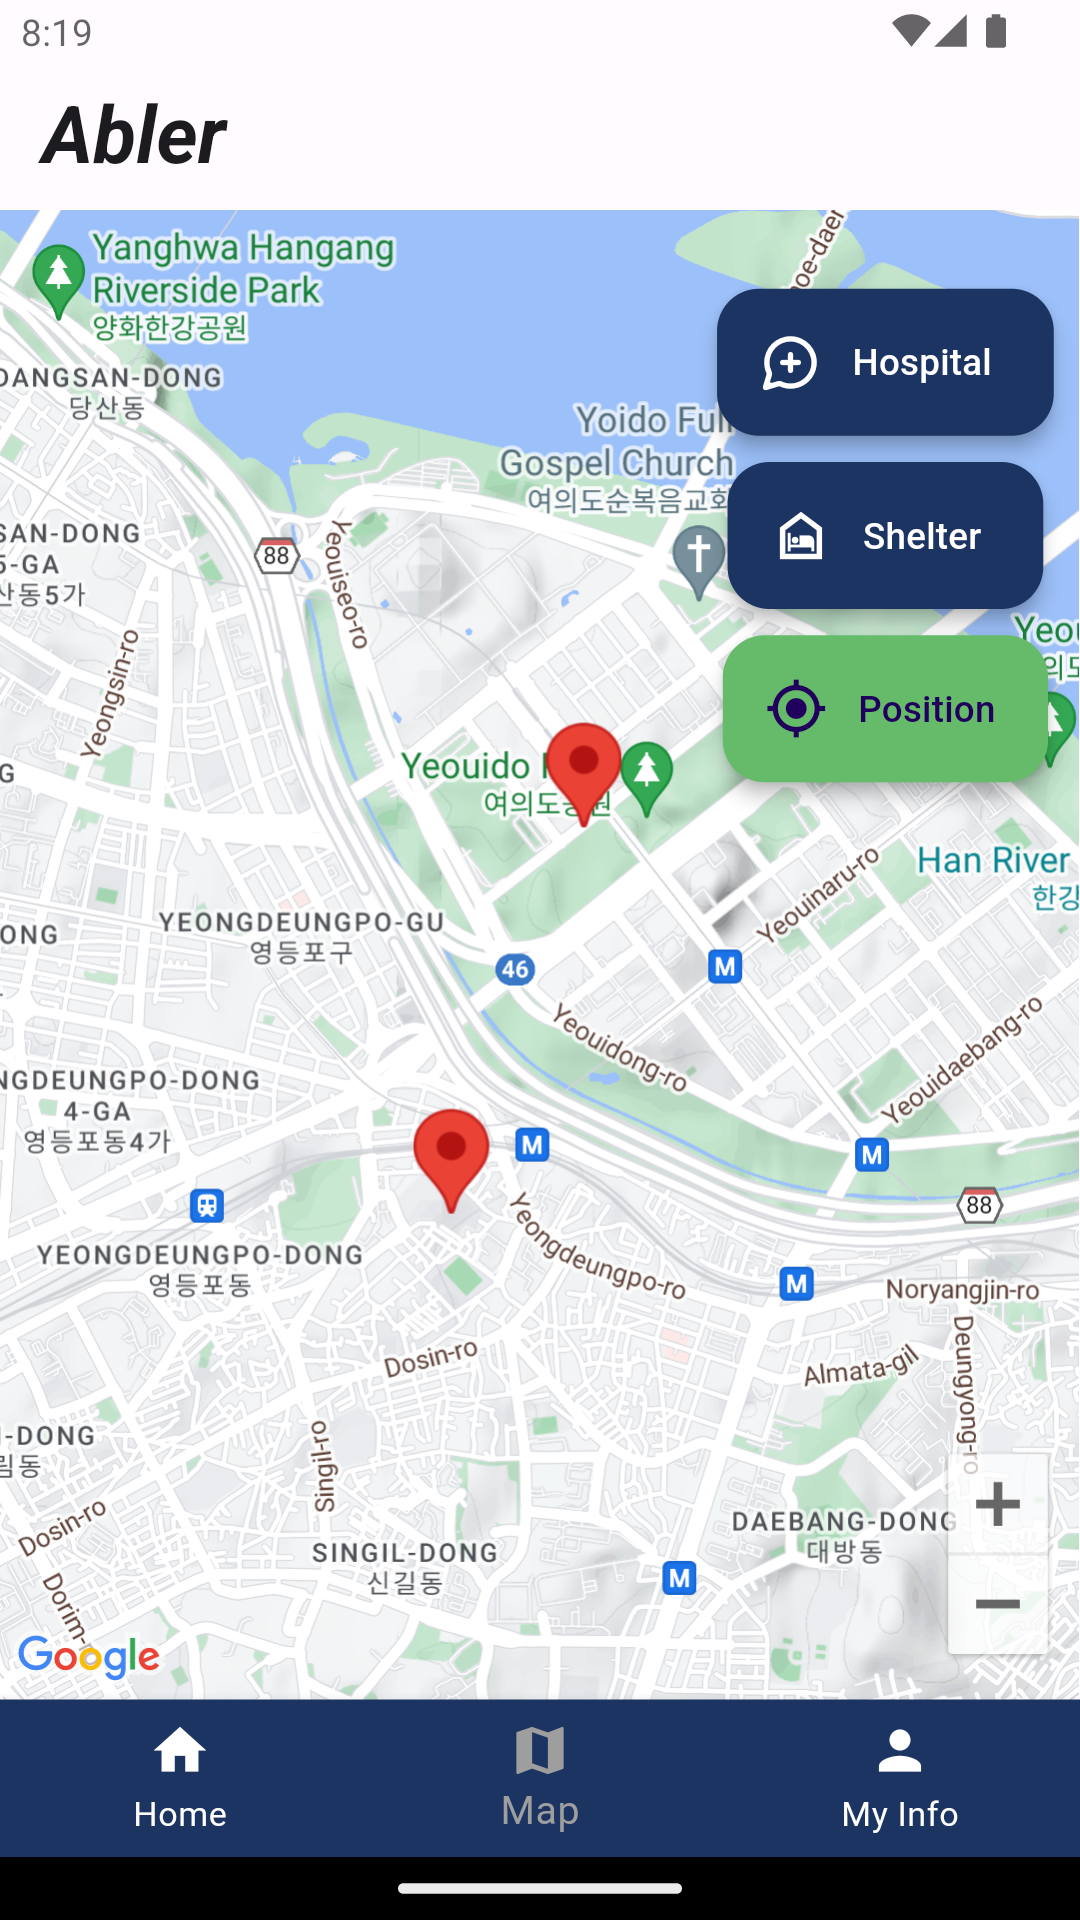 8:19
Abler
Yanghwa Hangang
Riverside Park
양화한강공원
DANGSAN-DONG
당산동
Hospital
Yoido Full
Gospel Church
여의도순복음교회
SAN-DONG
5-GA
산동5가
88
Yeouiseo-ro
Shelter
Yeongsin-ro
Position
Yeouido
여의도공원
Han River
한강
Yeouinaru-ro
YEONGDEUNGPO-GU
영등포구
ONG
46
M
Yeouidong-ro
Yeouidaebang-ro
NGDEUNGPO-DONG
4-GA
영등포동4가
M
M
88
YEONGDEUNGPO-DONG
영등포동
Yeongdeungpo-ro
M
Noryangjin-ro
Dosin-ro
Almata-gil
Deungyong-ro
-DONG
림동
Singil-ro
Dosin-ro
DAEBANG-DONG
대방동
SINGIL-DONG
신길동
M
Dorim-
Google
Home
Map
My Info